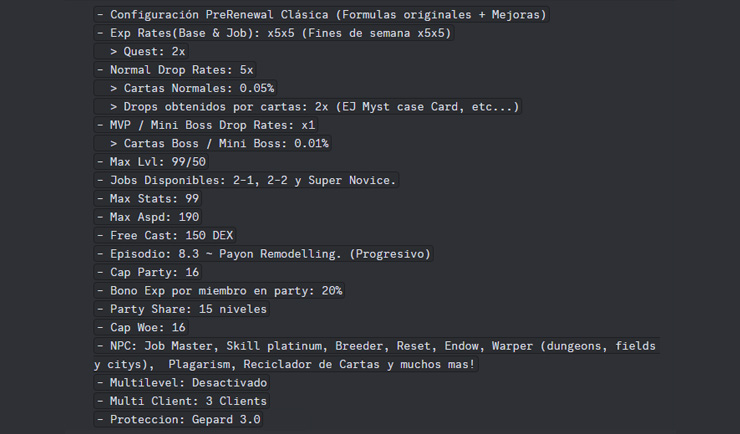 - Configuración PreRenewal Clásica (Formulas originales + Mejoras)
- Exp Rates(Base & Job): x5x5 (Fines de semana x5x5)
> Quest: 2x
- Normal Drop Rates: 5x
> Cartas Normales: 0.05%
> Drops obtenidos por cartas: 2x (EJ Myst case Card, etc...)
- MVP / Mini Boss Drop Rates: x1
> Cartas Boss / Mini Boss: 0.01%
- Max Lvl: 99/50
- Jobs Disponibles: 2-1, 2-2 y Super Novice.
- Max Stats: 99
- Max Aspd: 190
- Free Cast: 150 DEX
- Episodio: 8.3 ~ Payon Remodelling. (Progresivo)
- Cap Party: 16
- Bono Exp por miembro en party: 20%
- Party Share: 15 niveles
- Cap Woe: 16
- NPC: Job Master, Skill platinum, Breeder, Reset, Endow, Warper (dungeons, fields
y citys),  Plagarism, Reciclador de Cartas y muchos mas!
- Multilevel: Desactivado
- Multi Client: 3 Clients
- Proteccion: Gepard 3.0